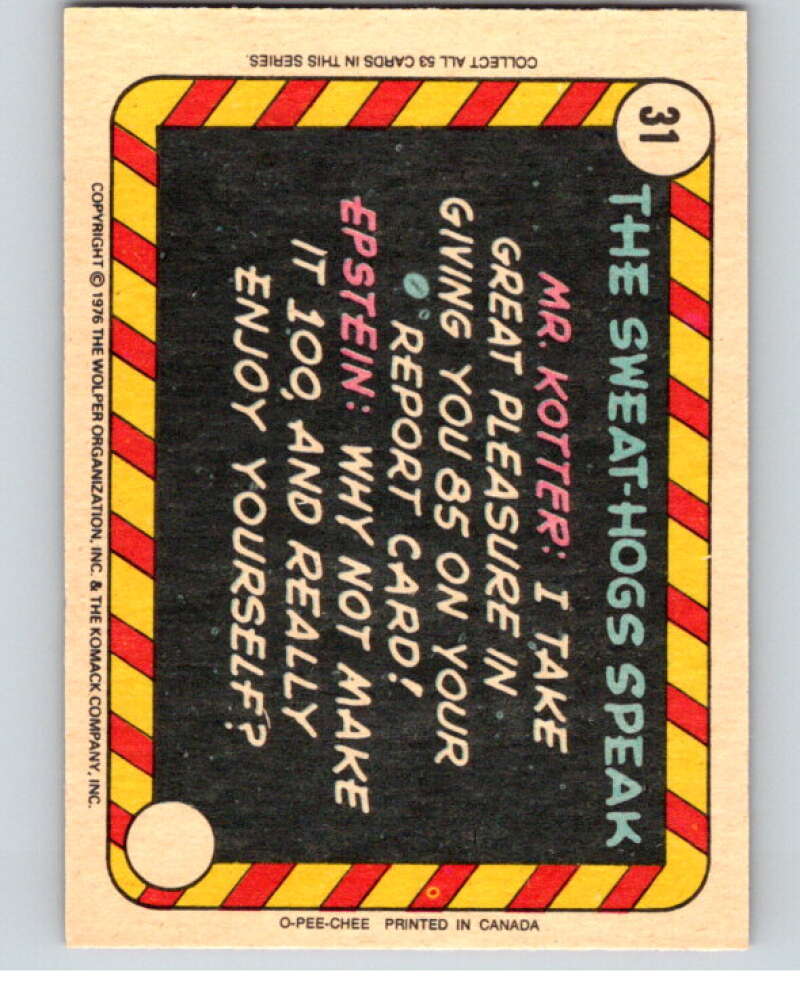 COLLECT ALL 53 CARDS IN THIS SERIES.
31
THE SWEAT-HOGS SPEAK
MR. KOTTER: I TAKE
GREAT PLEASURE IN
GIVING YOU 85 ON YOUR
REPORT CARD!
EPSTEIN: WHY NOT MAKE
IT 100, AND REALLY
ENJOY YOURSELF?
COPYRIGHT © 1976 THE WOLPER ORGANIZATION, INC. & THE KOMACK COMPANY, INC.
O-PEE-CHEE PRINTED IN CANADA